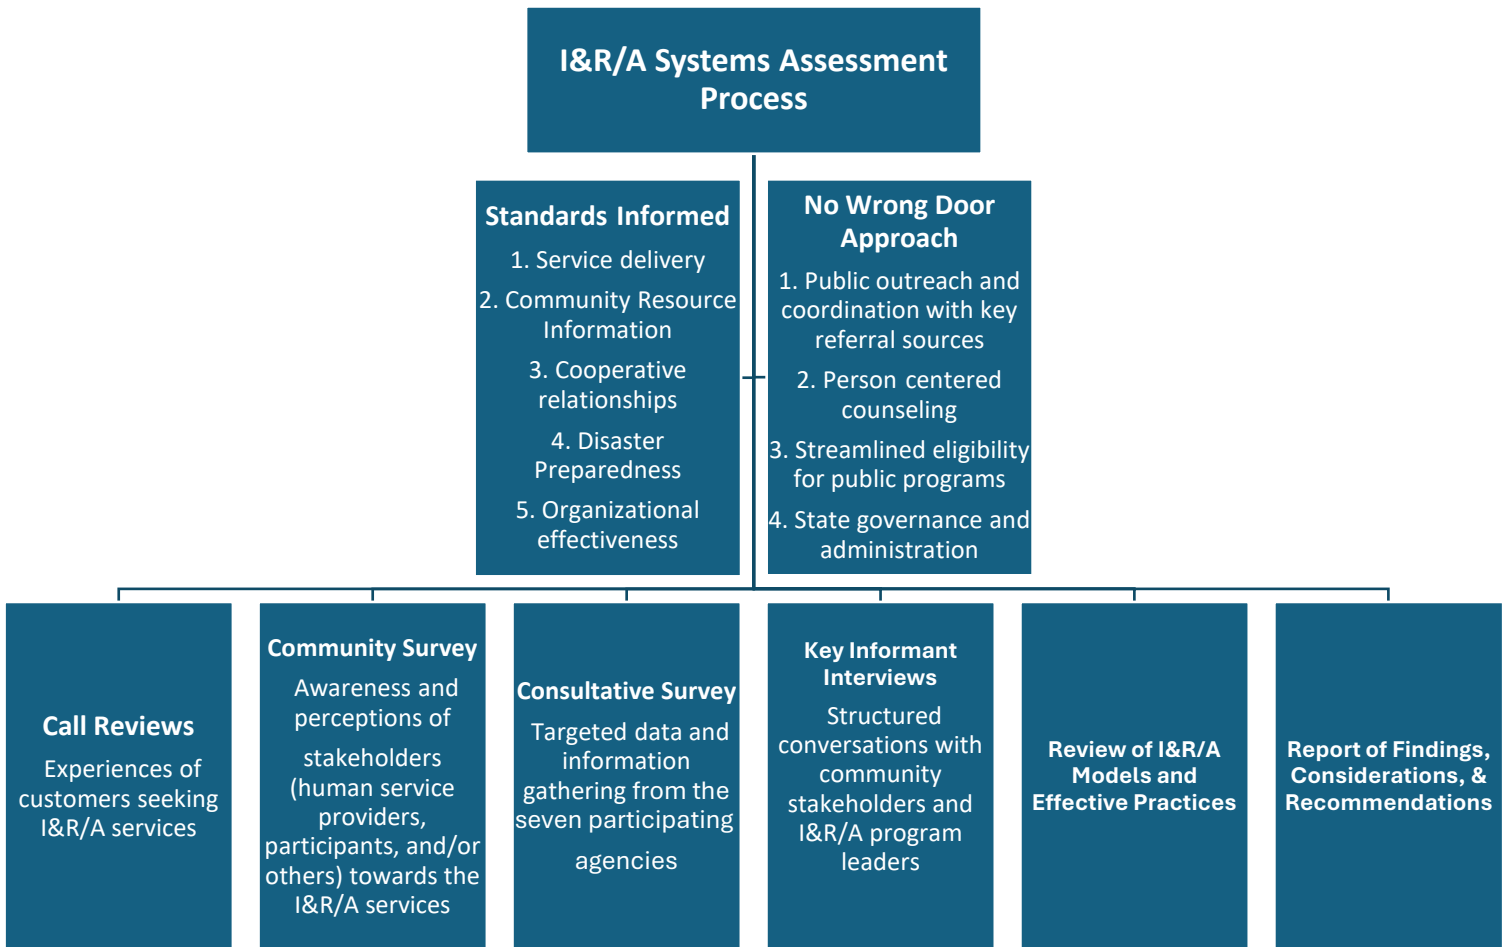 I&R/A Systems Assessment
Process
Standards Informed
1. Service delivery
2. Community Resource
Information
3. Cooperative
relationships
4. Disaster
Preparedness
5. Organizational
effectiveness
No Wrong Door
Approach
1. Public outreach and
coordination with key
referral sources
2. Person centered
counseling
3. Streamlined eligibility
for public programs
4. State governance and
administration
Call Reviews
Experiences of
customers seeking
I&R/A services
Community Survey
Awareness and
perceptions of
stakeholders
(human service
providers,
participants, and/or
others) towards the
I&R/A services
Consultative Survey
Targeted data and
information
gathering from the
seven participating
agencies
Key Informant
Interviews
Structured
conversations with
community
stakeholders and
I&R/A program
leaders
Review of I&R/A
Models and
Effective Practices
Report of Findings,
Considerations, &
Recommendations